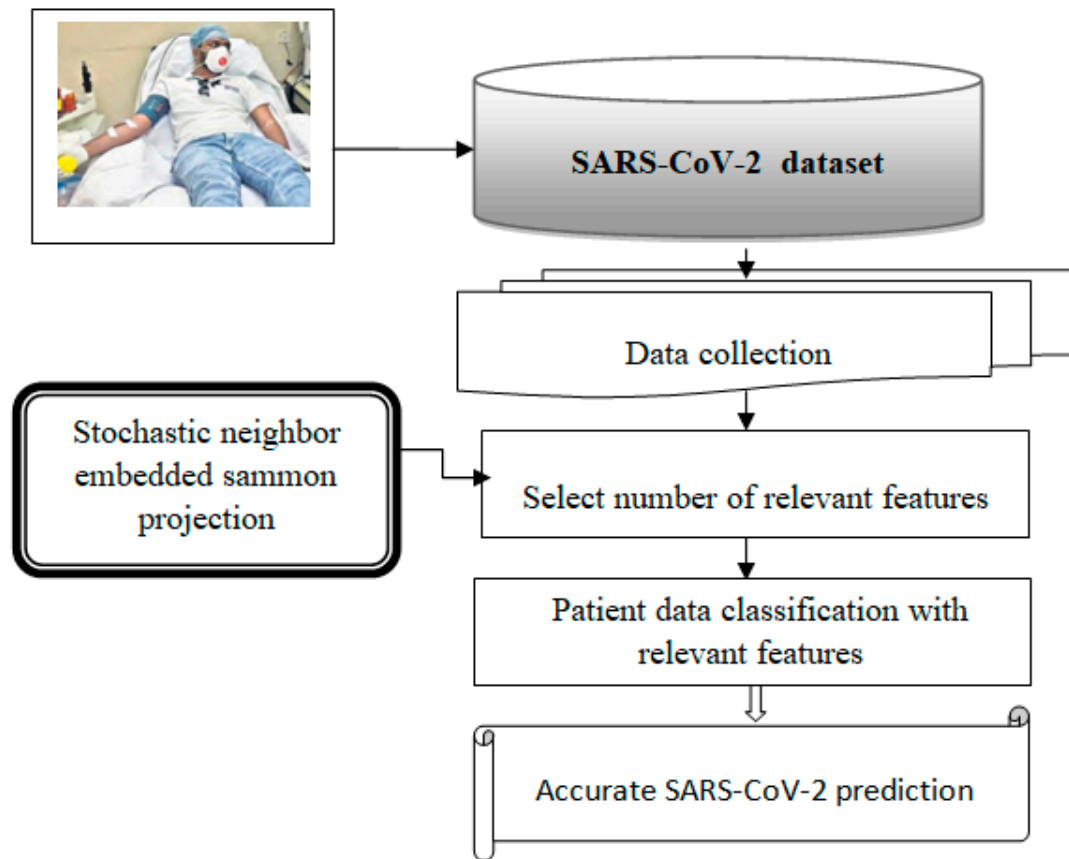 SARS-CoV-2 dataset
Data collection
Stochastic neighbor
embedded sammon
projection
Select number of relevant features
Patient data classification with
relevant features
Accurate SARS-CoV-2 prediction